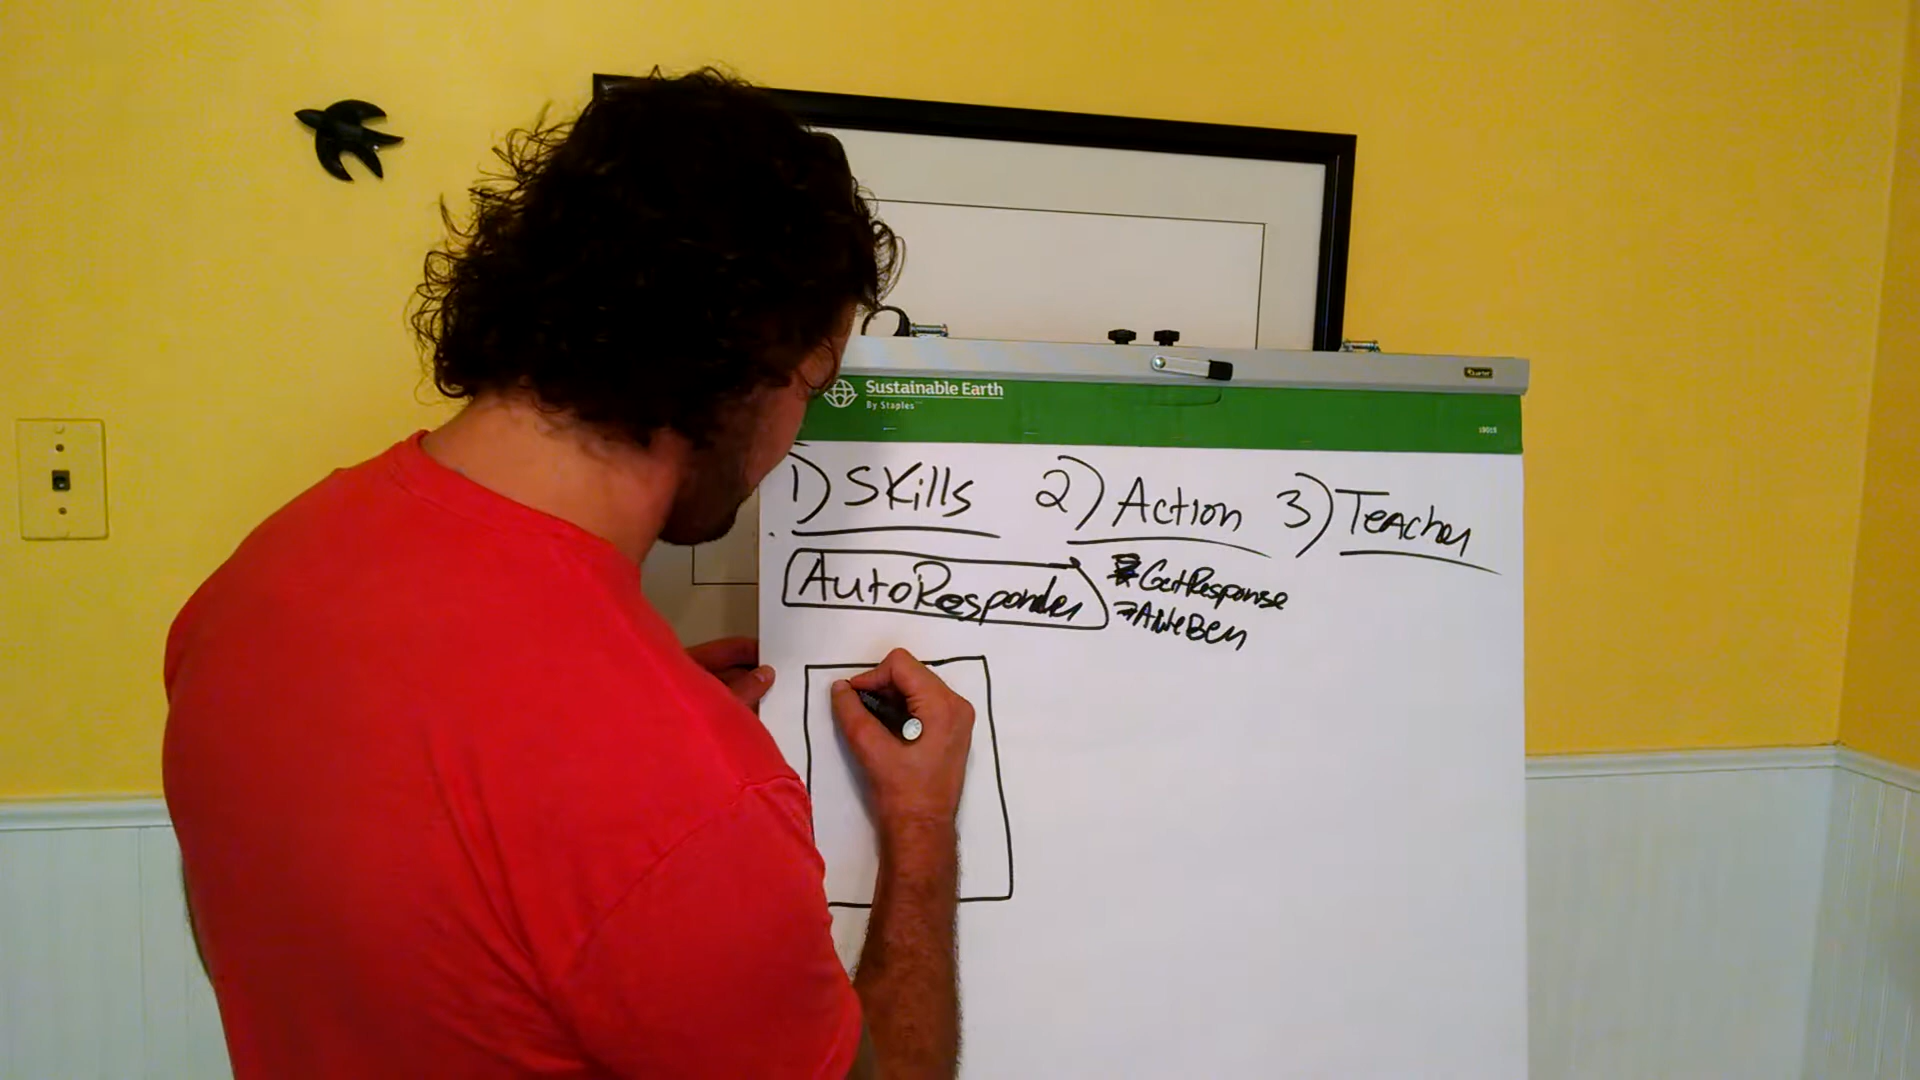 Sustainable Earth
By Staples
1) Skills 2) Action 3) Teacher
AutoResponder
GetResponse
AWeBer